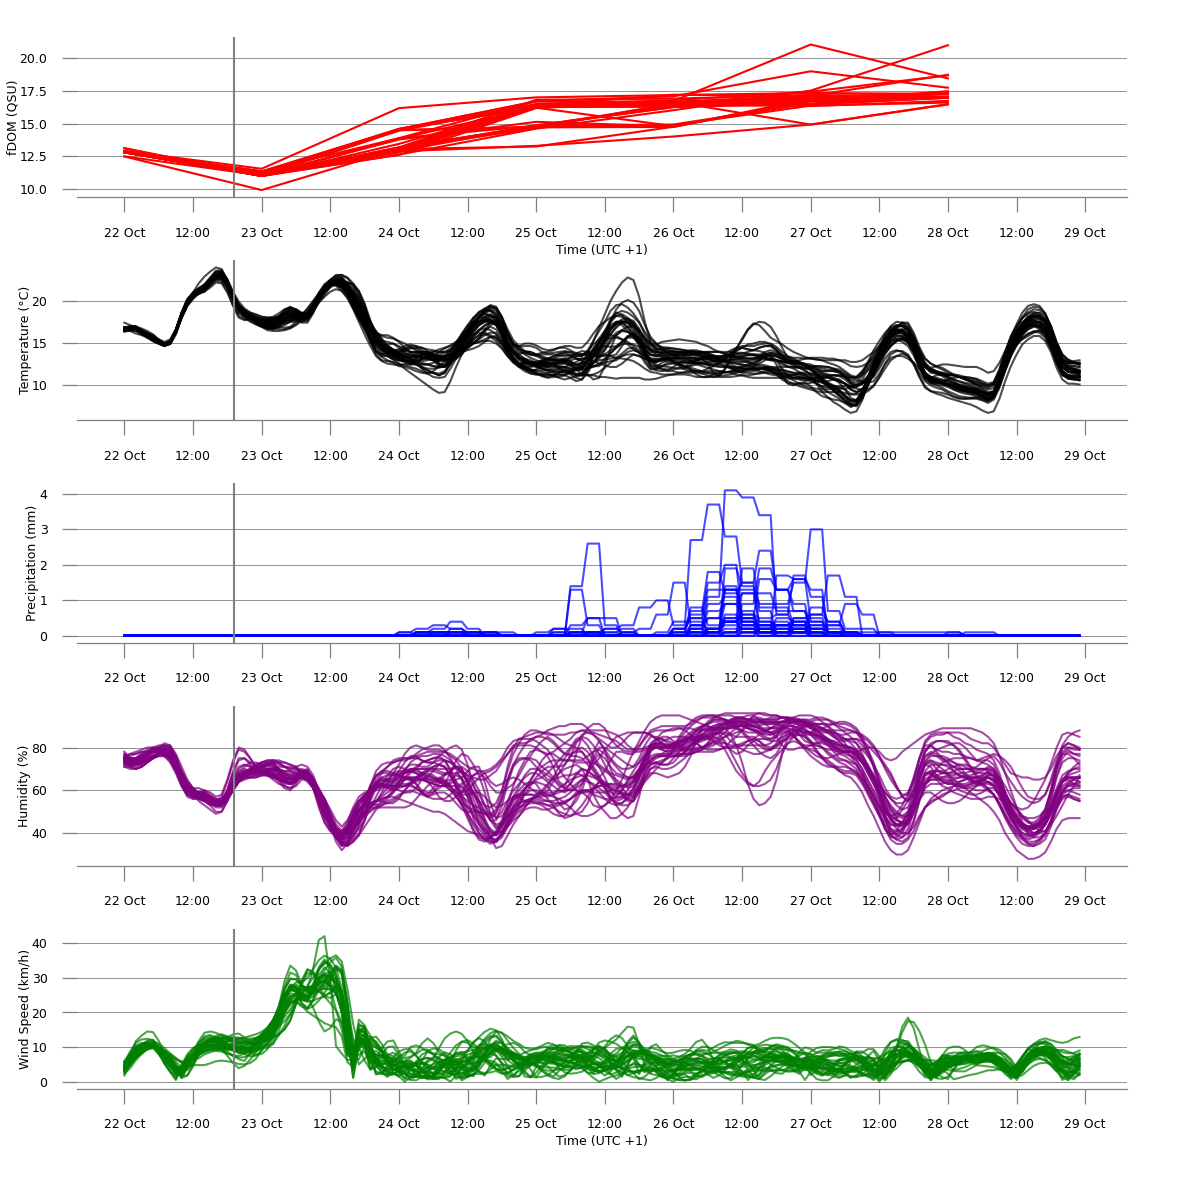 fDOM (QSU)
20.0
17.5
15.0
12.5
10.0
22 Oct 12:00 23 Oct 12:00 24 Oct 12:00 25 Oct 12:00 26 Oct 12:00 27 Oct 12:00 28 Oct 12:00 29 Oct
Time (UTC +1)
Temperature (°C)
20
15
10
22 Oct 12:00 23 Oct 12:00 24 Oct 12:00 25 Oct 12:00 26 Oct 12:00 27 Oct 12:00 28 Oct 12:00 29 Oct
Precipitation (mm)
4
3
2
1
0
22 Oct 12:00 23 Oct 12:00 24 Oct 12:00 25 Oct 12:00 26 Oct 12:00 27 Oct 12:00 28 Oct 12:00 29 Oct
Humidity (%)
80
60
40
22 Oct 12:00 23 Oct 12:00 24 Oct 12:00 25 Oct 12:00 26 Oct 12:00 27 Oct 12:00 28 Oct 12:00 29 Oct
Wind Speed (km/h)
40
30
20
10
0
22 Oct 12:00 23 Oct 12:00 24 Oct 12:00 25 Oct 12:00 26 Oct 12:00 27 Oct 12:00 28 Oct 12:00 29 Oct
Time (UTC +1)